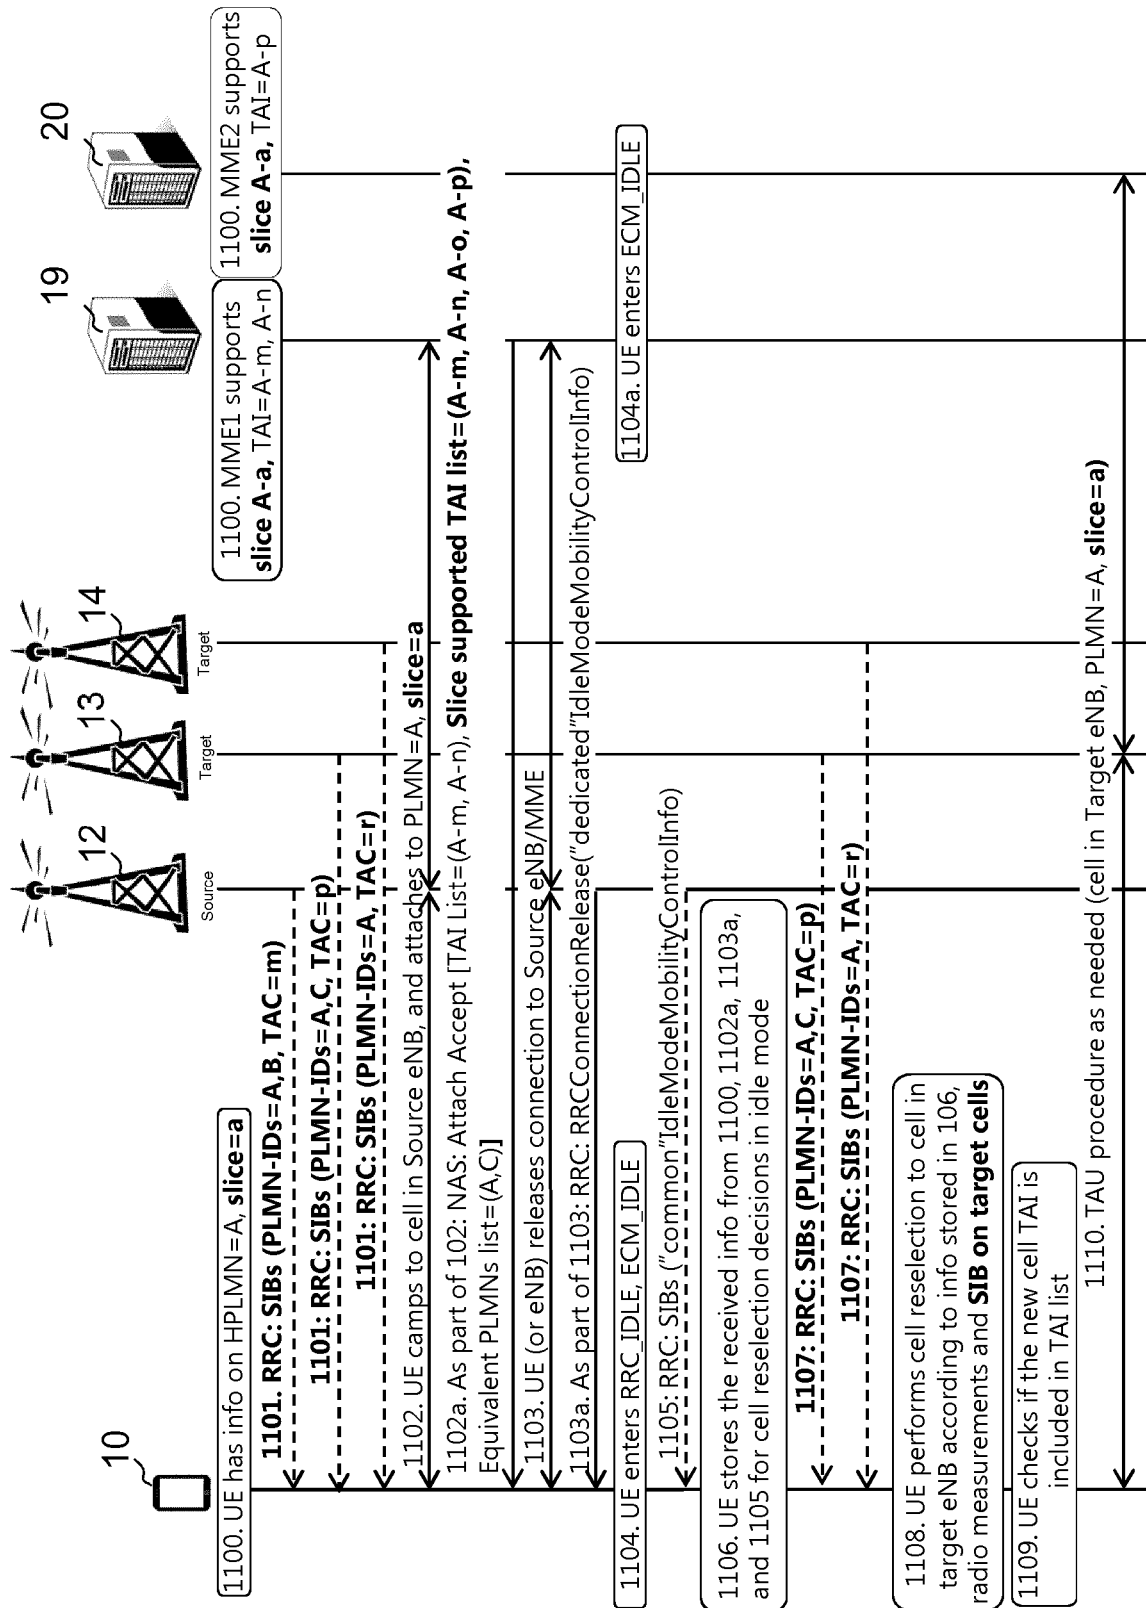 10
12
13
14
19
20
Source
Target
Target
1100. UE has info on HPLMN=A, slice=a
1100. MME1 supports
slice A-a, TAI=A-m, A-n
1100. MME2 supports
slice A-a, TAI=A-p
1101. RRC: SIBs (PLMN-IDs=A,B, TAC=m)
1101: RRC: SIBs (PLMN-IDs=A,C, TAC=p)
1101: RRC: SIBs (PLMN-IDs=A, TAC=r)
1102. UE camps to cell in Source eNB, and attaches to PLMN=A, slice=a
1102a. As part of 102: NAS: Attach Accept [TAI List=(A-m, A-n), Slice supported TAI list=(A-m, A-n, A-o, A-p),
Equivalent PLMNs list=(A,C)]
1103. UE (or eNB) releases connection to Source eNB/MME
1103a. As part of 1103: RRC: RRCConnectionRelease("dedicated"IdleModeMobilityControlInfo)
1104. UE enters RRC_IDLE, ECM_IDLE
1104a. UE enters ECM_IDLE
1105: RRC: SIBs ("common"IdleModeMobilityControlInfo)
1106. UE stores the received info from 1100, 1102a, 1103a,
and 1105 for cell reselection decisions in idle mode
1107: RRC: SIBs (PLMN-IDs=A,C, TAC=p)
1107: RRC: SIBs (PLMN-IDs=A, TAC=r)
1108. UE performs cell reselection to cell in
target eNB according to info stored in 106,
radio measurements and SIB on target cells
1109. UE checks if the new cell TAI is
included in TAI list
1110. TAU procedure as needed (cell in Target eNB, PLMN=A, slice=a)